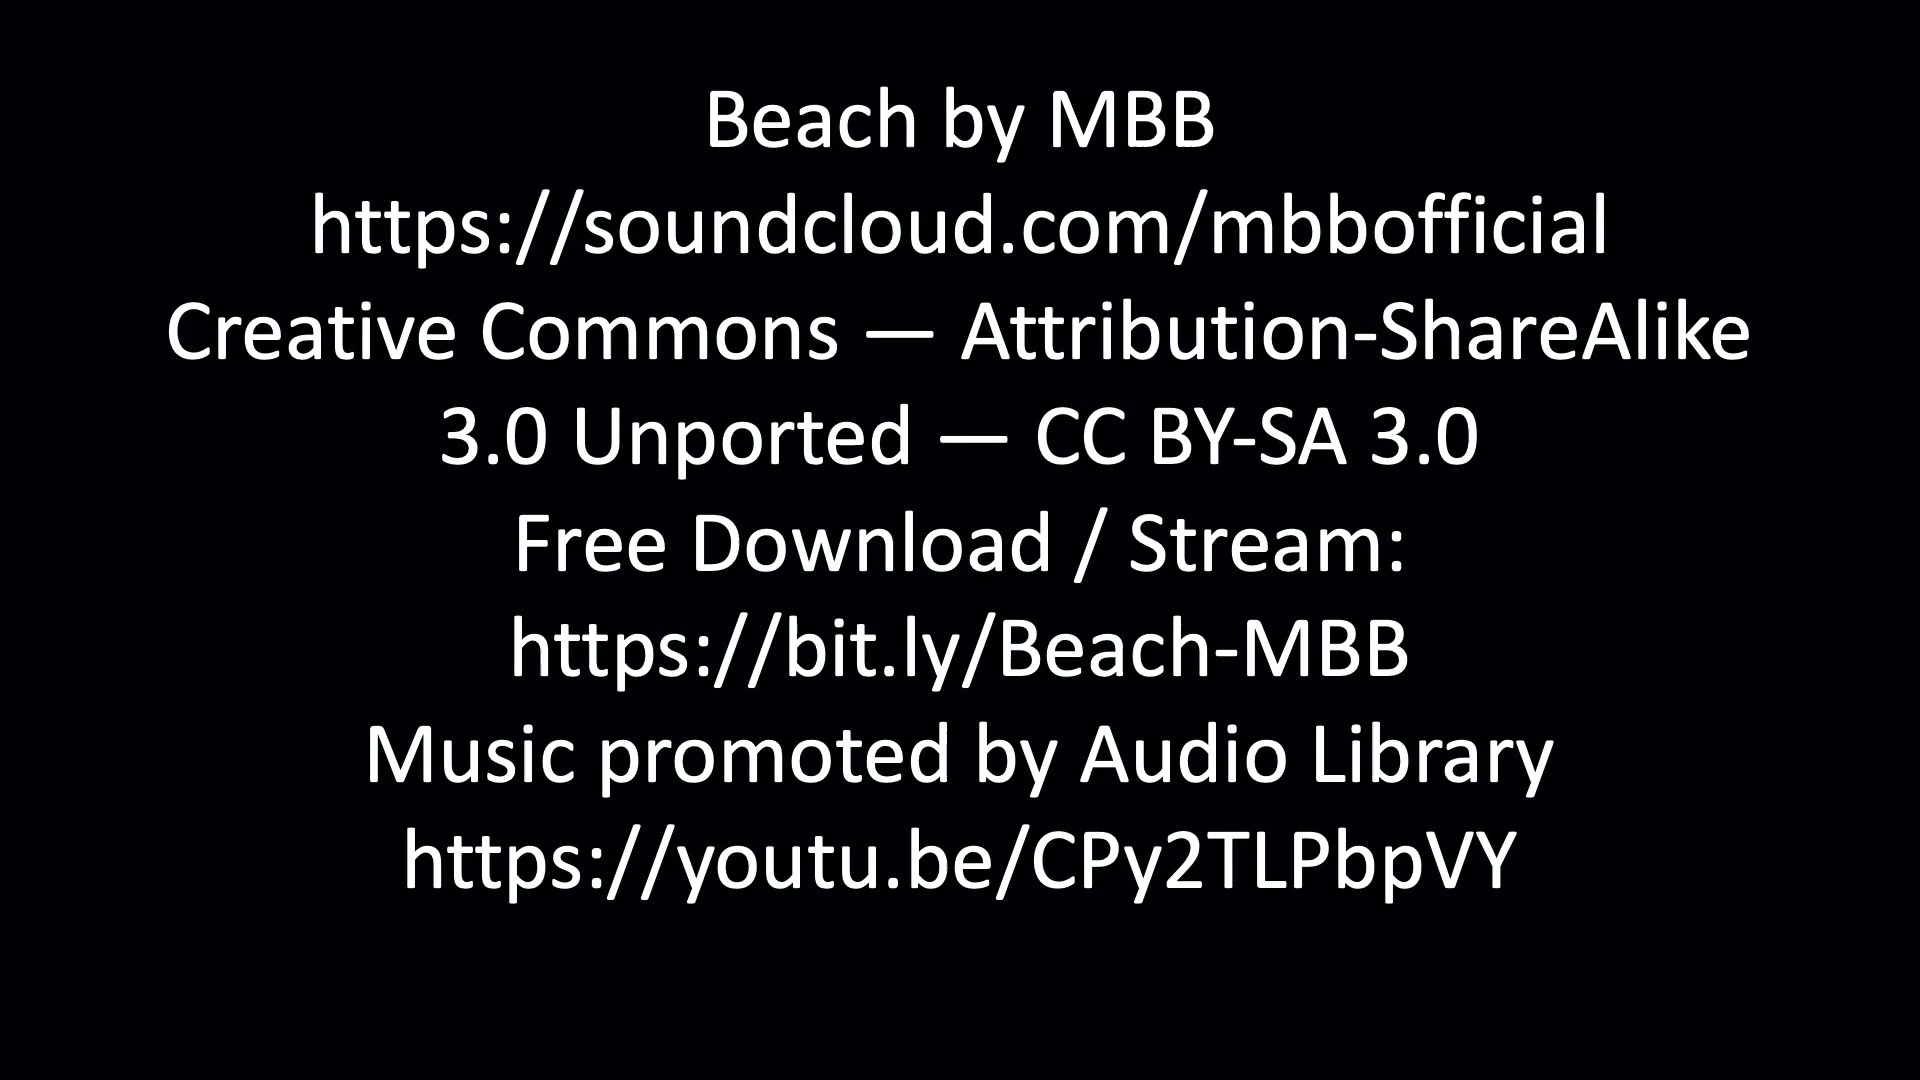 Beach by MBB
https://soundcloud.com/mbbofficial
Creative Commons — Attribution-ShareAlike
3.0 Unported — CC BY-SA 3.0
Free Download / Stream:
https://bit.ly/Beach-MBB
Music promoted by Audio Library
https://youtu.be/CPy2TLPbpVY